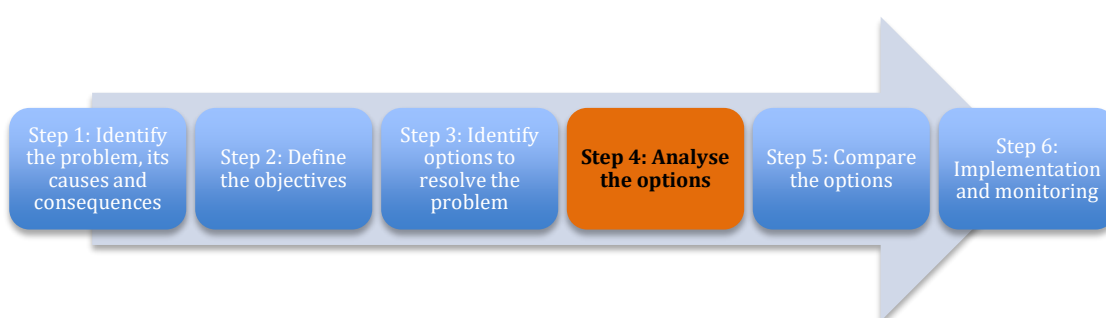 Step 1: Identify
the problem, its
causes and
consequences
Step 2: Define
the objectives
Step 3: Identify
options to
resolve the
problem
Step 4: Analyse
the options
Step 5: Compare
the options
Step 6:
Implementation
and monitoring